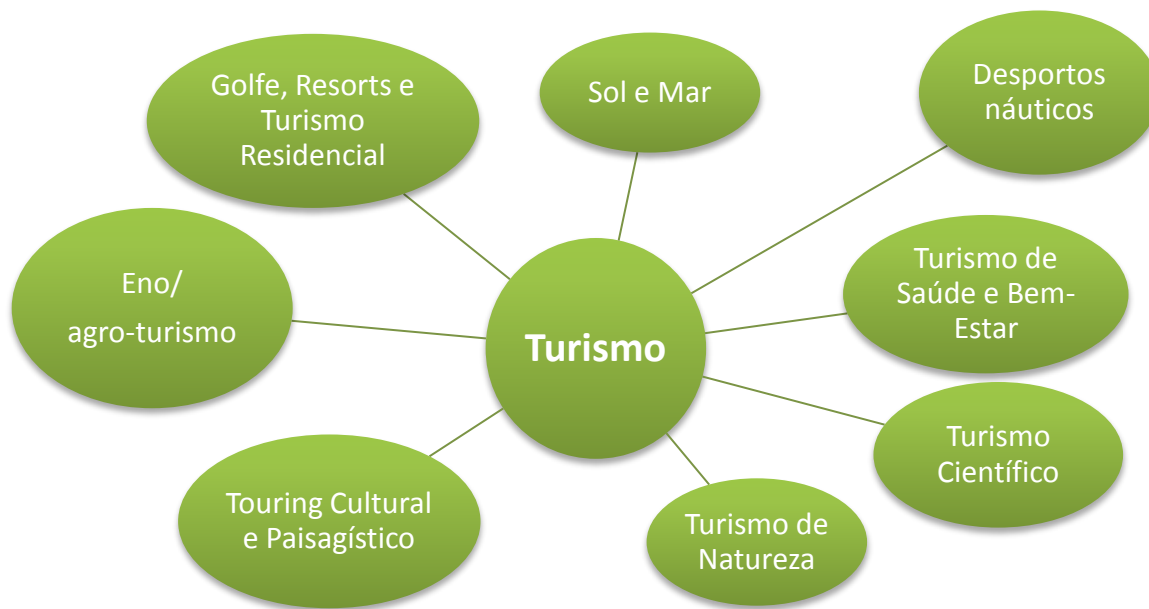 Golfe, Resorts e
Turismo
Residencial
Sol e Mar
Desportos
náuticos
Eno/
agro-turismo
Turismo
Turismo de
Saúde e Bem-
Estar
Turismo
Científico
Touring Cultural
e Paisagístico
Turismo de
Natureza